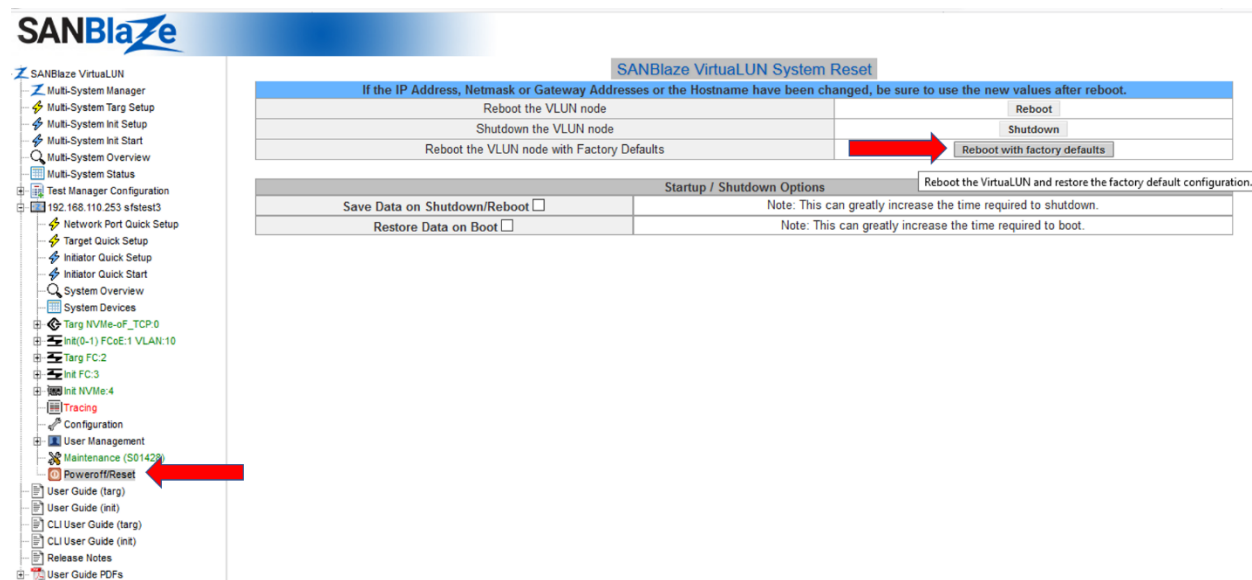 SANBlaze
SANBlaze VirtuaLUN
Multi-System Manager
Multi-System Targ Setup
Multi-System Init Setup
Multi-System Init Start
Multi-System Overview
Multi-System Status
Test Manager Configuration
192.168.110.253 sfstest3
Network Port Quick Setup
Target Quick Setup
Initiator Quick Setup
Initiator Quick Start
System Overview
System Devices
Targ NVMe-oF_TCP:0
Init(0-1) FCoE:1 VLAN:10
Targ FC:2
Init FC:3
Init NVMe:4
Tracing
Configuration
User Management
Maintenance (S01428)
Poweroff/Reset
User Guide (targ)
User Guide (init)
CLI User Guide (targ)
CLI User Guide (init)
Release Notes
User Guide PDFs
SANBlaze VirtuaLUN System Reset
If the IP Address, Netmask or Gateway Addresses or the Hostname have been changed, be sure to use the new values after reboot.
Reboot the VLUN node Reboot
Shutdown the VLUN node Shutdown
Reboot the VLUN node with Factory Defaults Reboot with factory defaults
Reboot the VirtuaLUN and restore the factory default configuration.
Startup / Shutdown Options
Save Data on Shutdown/Reboot Note: This can greatly increase the time required to shutdown.
Restore Data on Boot Note: This can greatly increase the time required to boot.